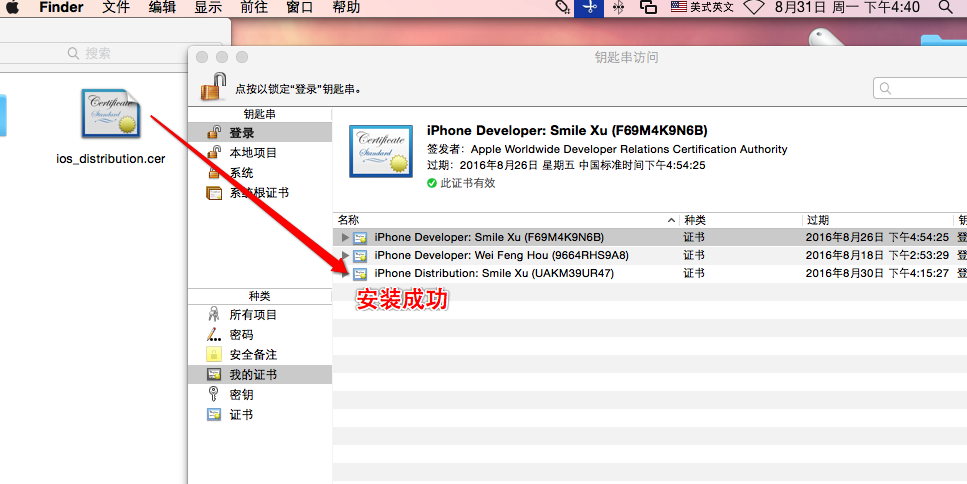 Finder 文件 编辑 显示 前往 窗口 帮助 美式英文 8月31日 周一 下午4:40
搜索
钥匙串访问
点按以锁定“登录”钥匙串。
ios_distribution.cer
钥匙串
登录
本地项目
系统
系统根证书
iPhone Developer: Smile Xu (F69M4K9N6B)
签发者：Apple Worldwide Developer Relations Certification Authority
过期：2016年8月26日 星期五 中国标准时间下午4:54:25
此证书有效
名称 种类 过期 钥
iPhone Developer: Smile Xu (F69M4K9N6B) 证书 2016年8月26日 下午4:54:25 登
iPhone Developer: Wei Feng Hou (9664RHS9A8) 证书 2016年8月18日 下午2:53:29 登
iPhone Distribution: Smile Xu (UAKM39UR47) 证书 2016年8月30日 下午4:15:27 登
安装成功
种类
所有项目
密码
安全备注
我的证书
密钥
证书